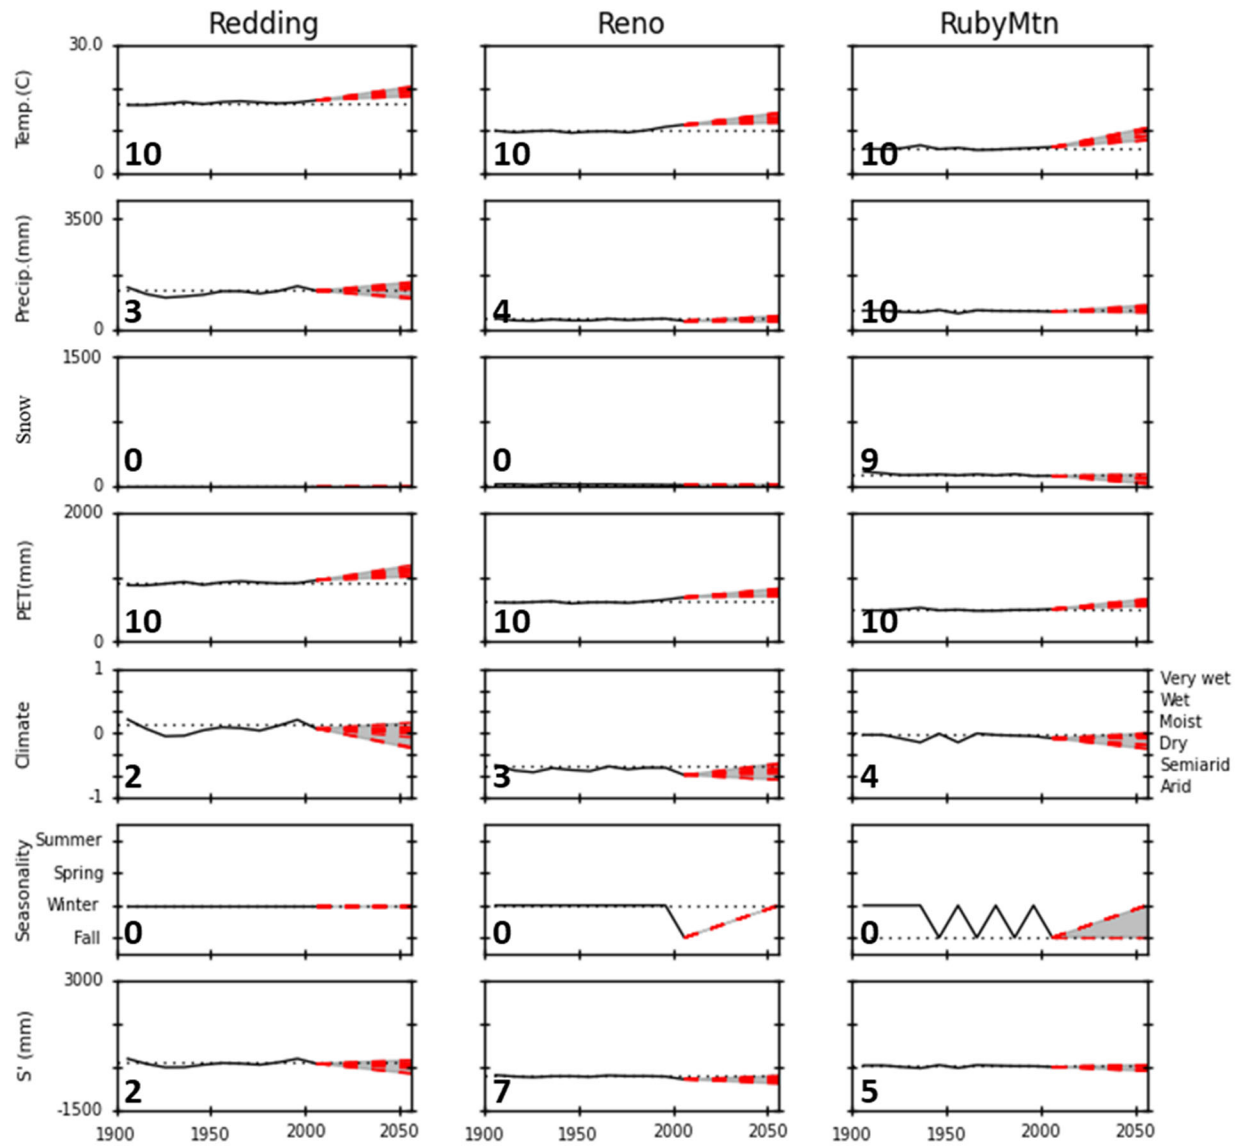 Redding Reno RubyMtn
Temp.(C)
30.0
0
10 10 10
Precip.(mm)
3500
0
3 4 10
Snow
1500
0
0 0 9
PET(mm)
2000
0
10 10 10
Climate
1
0
-1
2 3 4
Very wet
Wet
Moist
Dry
Semiarid
Arid
Seasonality
Summer
Spring
Winter
Fall
0 0 0
S' (mm)
3000
-1500
2 7 5
1900 1950 2000 2050 1900 1950 2000 2050 1900 1950 2000 2050